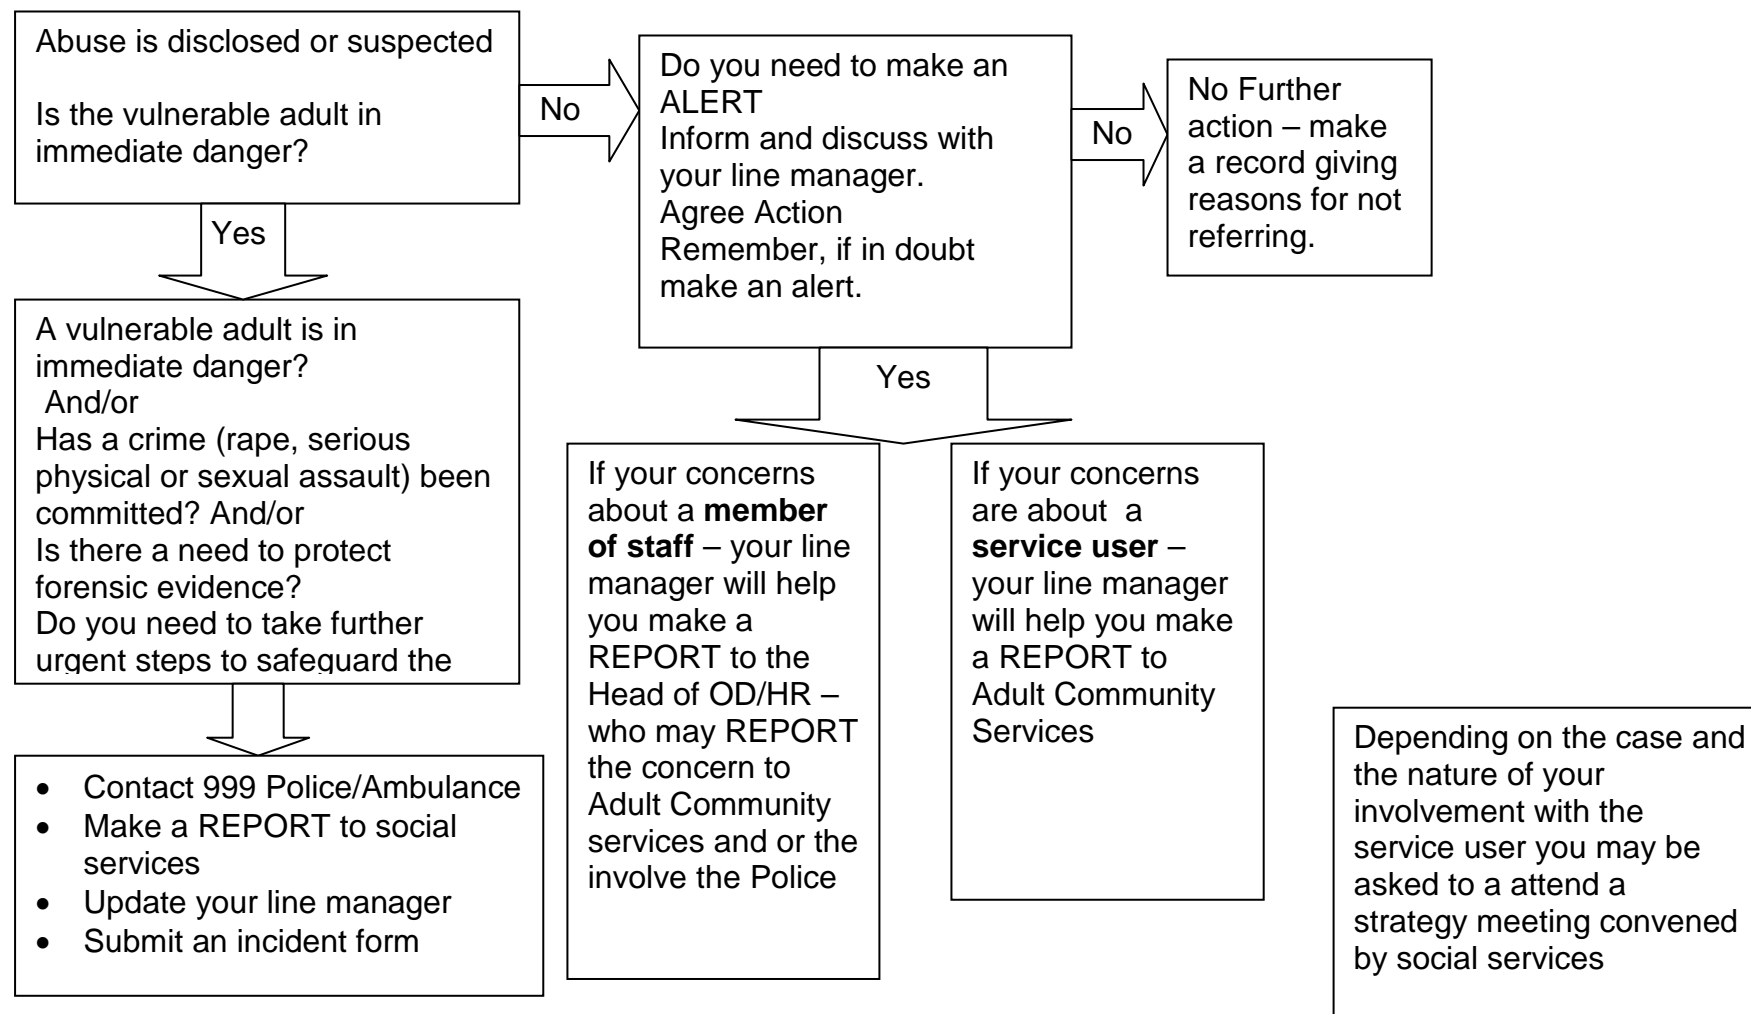 Abuse is disclosed or suspected
Is the vulnerable adult in
immediate danger?
No
Do you need to make an
ALERT
Inform and discuss with
your line manager.
Agree Action
Remember, if in doubt
make an alert.
No
No Further
action – make
a record giving
reasons for not
referring.
Yes
A vulnerable adult is in
immediate danger?
And/or
Has a crime (rape, serious
physical or sexual assault) been
committed? And/or
Is there a need to protect
forensic evidence?
Do you need to take further
urgent steps to safeguard the
• Contact 999 Police/Ambulance
• Make a REPORT to social
services
• Update your line manager
• Submit an incident form
Yes
If your concerns
about a member
of staff – your line
manager will help
you make a
REPORT to the
Head of OD/HR –
who may REPORT
the concern to
Adult Community
services and or the
involve the Police
If your concerns
are about a
service user –
your line manager
will help you make
a REPORT to
Adult Community
Services
Depending on the case and
the nature of your
involvement with the
service user you may be
asked to a attend a
strategy meeting convened
by social services